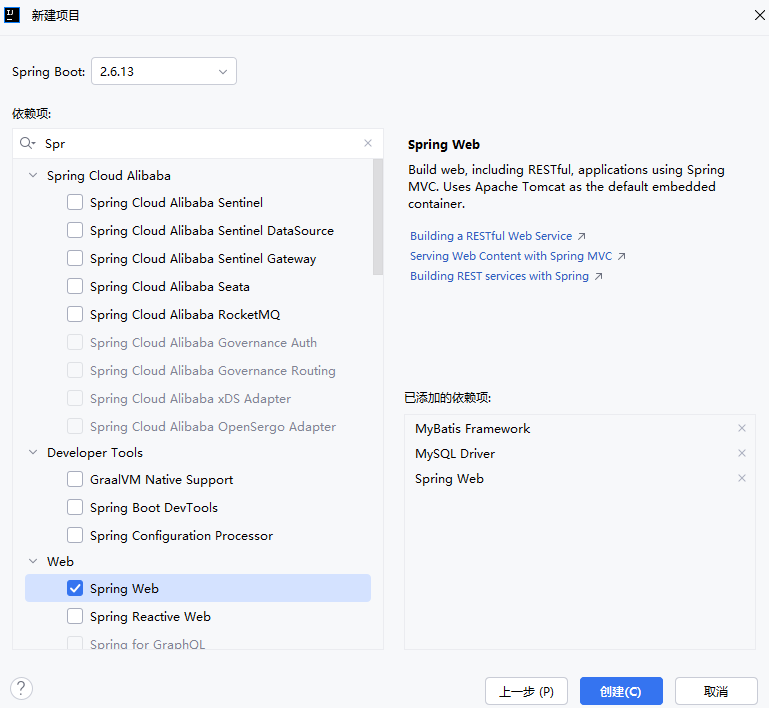 新建项目
Spring Boot: 2.6.13
依赖项:
Spr
Spring Cloud Alibaba
Spring Cloud Alibaba Sentinel
Spring Cloud Alibaba Sentinel DataSource
Spring Cloud Alibaba Sentinel Gateway
Spring Cloud Alibaba Seata
Spring Cloud Alibaba RocketMQ
Spring Cloud Alibaba Governance Auth
Spring Cloud Alibaba Governance Routing
Spring Cloud Alibaba xDS Adapter
Spring Cloud Alibaba OpenSergo Adapter
Developer Tools
GraalVM Native Support
Spring Boot DevTools
Spring Configuration Processor
Web
Spring Web
Spring Reactive Web
Spring for GraphQL
Spring Web
Build web, including RESTful, applications using Spring
MVC. Uses Apache Tomcat as the default embedded
container.
Building a RESTful Web Service ↗
Serving Web Content with Spring MVC ↗
Building REST services with Spring ↗
已添加的依赖项:
MyBatis Framework
MySQL Driver
Spring Web
? 上一步 (P) 创建(C) 取消